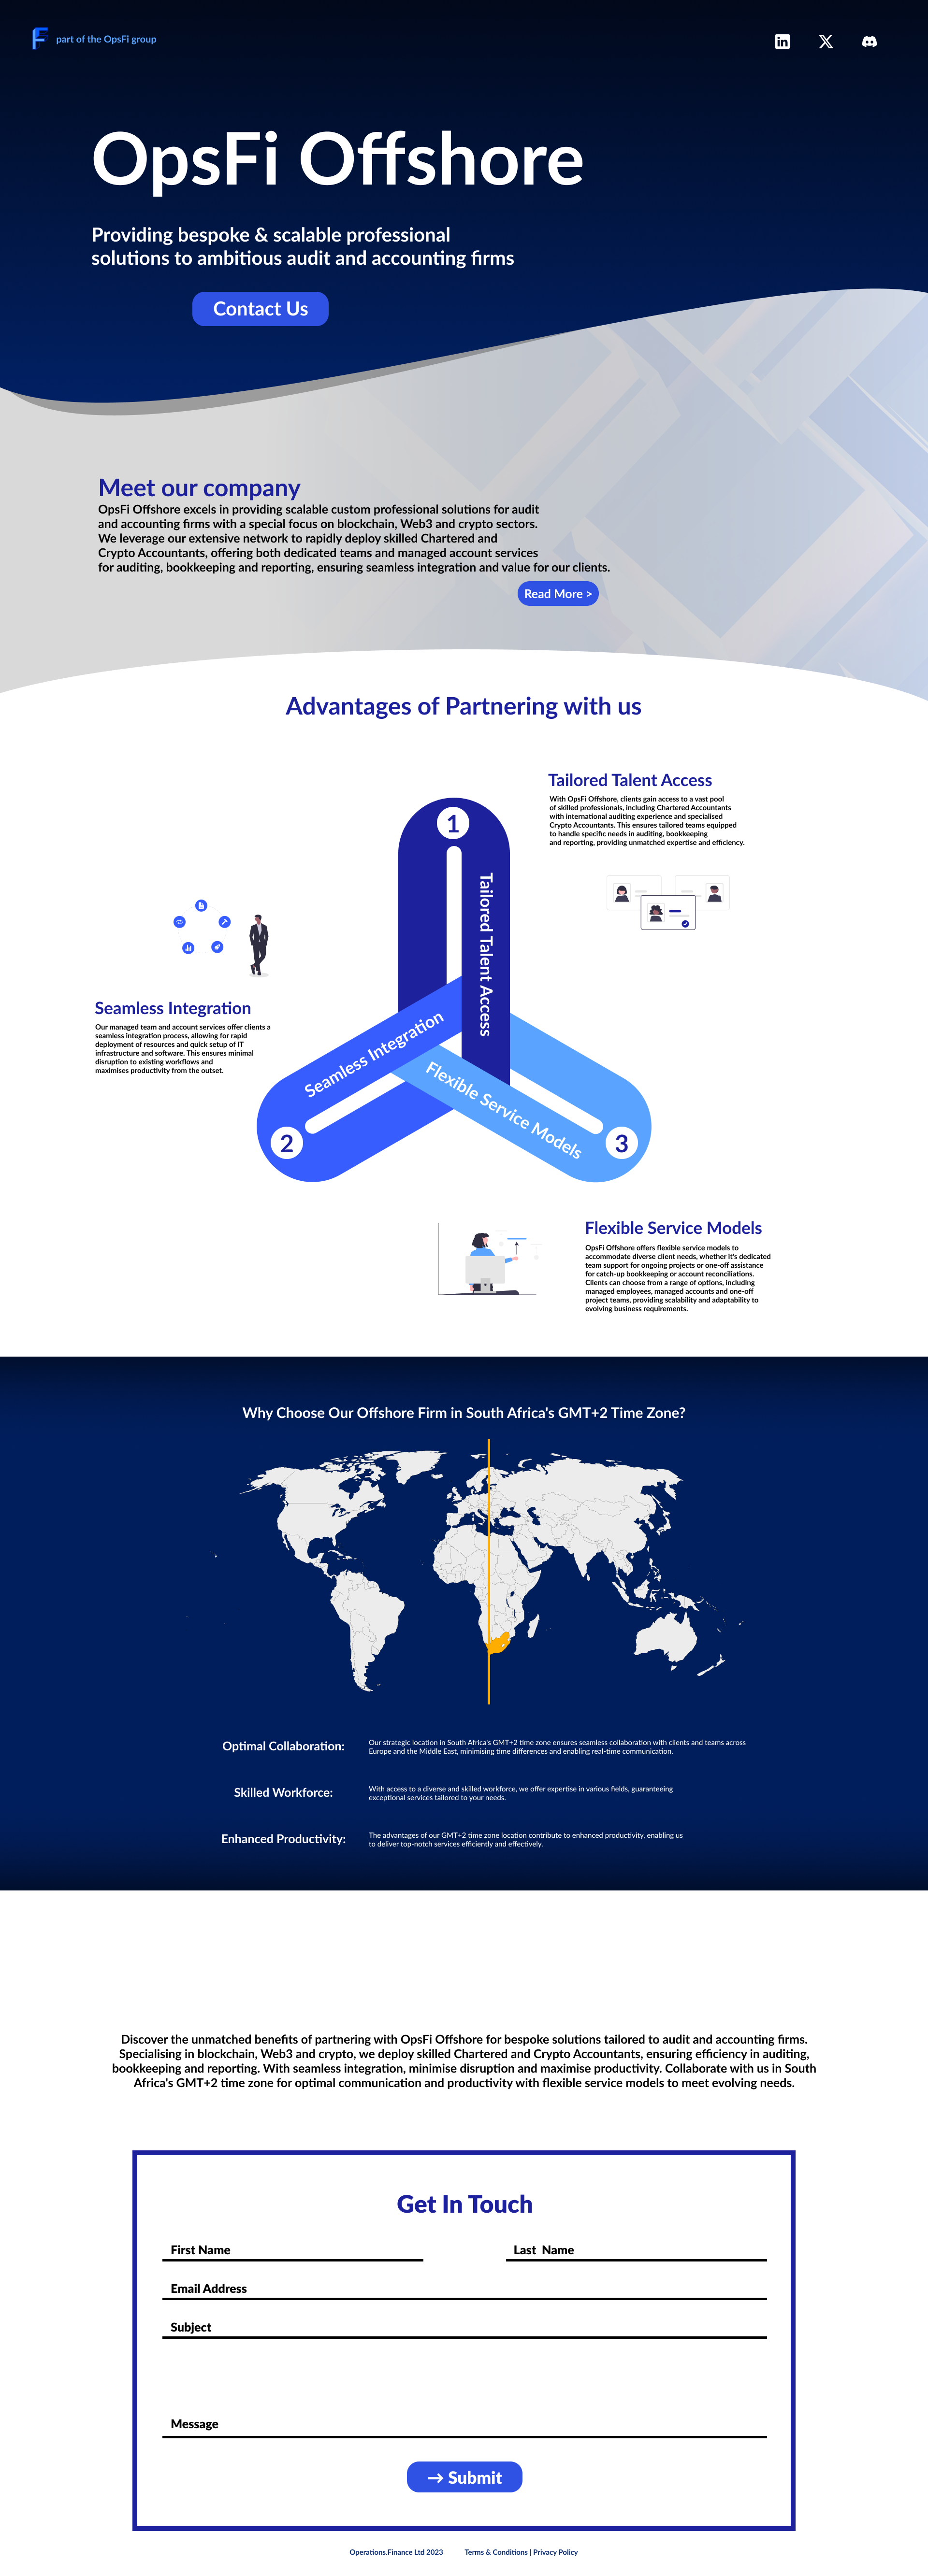 F part of the OpsFi group
OpsFi Offshore
Providing bespoke & scalable professional
solutions to ambitious audit and accounting firms
Contact Us
Meet our company
OpsFi Offshore excels in providing scalable custom professional solutions for audit
and accounting firms with a special focus on blockchain, Web3 and crypto sectors.
We leverage our extensive network to rapidly deploy skilled Chartered and
Crypto Accountants, offering both dedicated teams and managed account services
for auditing, bookkeeping and reporting, ensuring seamless integration and value for our clients.
Read More >
Advantages of Partnering with us
Tailored Talent Access
With OpsFi Offshore, clients gain access to a vast pool
of skilled professionals, including Chartered Accountants
with international auditing experience and specialised
Crypto Accountants. This ensures tailored teams equipped
to handle specific needs in auditing, bookkeeping
and reporting, providing unmatched expertise and efficiency.
1
Tailored Talent Access
Seamless Integration
Our managed team and account services offer clients a
seamless integration process, allowing for rapid
deployment of resources and quick setup of IT
infrastructure and software. This ensures minimal
disruption to existing workflows and
maximises productivity from the outset.
Seamless Integration
2
Flexible Service Models
3
Flexible Service Models
OpsFi Offshore offers flexible service models to
accommodate diverse client needs, whether it's dedicated
team support for ongoing projects or one-off assistance
for catch-up bookkeeping or account reconciliations.
Clients can choose from a range of options, including
managed employees, managed accounts and one-off
project teams, providing scalability and adaptability to
evolving business requirements.
Why Choose Our Offshore Firm in South Africa's GMT+2 Time Zone?
Optimal Collaboration:
Our strategic location in South Africa's GMT+2 time zone ensures seamless collaboration with clients and teams across
Europe and the Middle East, minimising time differences and enabling real-time communication.
Skilled Workforce:
With access to a diverse and skilled workforce, we offer expertise in various fields, guaranteeing
exceptional services tailored to your needs.
Enhanced Productivity:
The advantages of our GMT+2 time zone location contribute to enhanced productivity, enabling us
to deliver top-notch services efficiently and effectively.
Discover the unmatched benefits of partnering with OpsFi Offshore for bespoke solutions tailored to audit and accounting firms.
Specialising in blockchain, Web3 and crypto, we deploy skilled Chartered and Crypto Accountants, ensuring efficiency in auditing,
bookkeeping and reporting. With seamless integration, minimise disruption and maximise productivity. Collaborate with us in South
Africa's GMT+2 time zone for optimal communication and productivity with flexible service models to meet evolving needs.
Get In Touch
First Name
Last Name
Email Address
Subject
Message
→ Submit
Operations.Finance Ltd 2023 Terms & Conditions | Privacy Policy